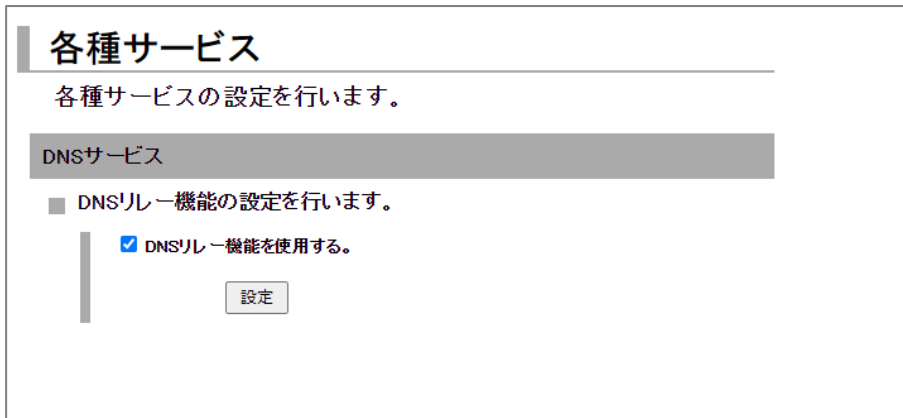 各種サービス
各種サービスの設定を行います。
DNSサービス
DNSリレー機能の設定を行います。
DNSリレー機能を使用する。
設定